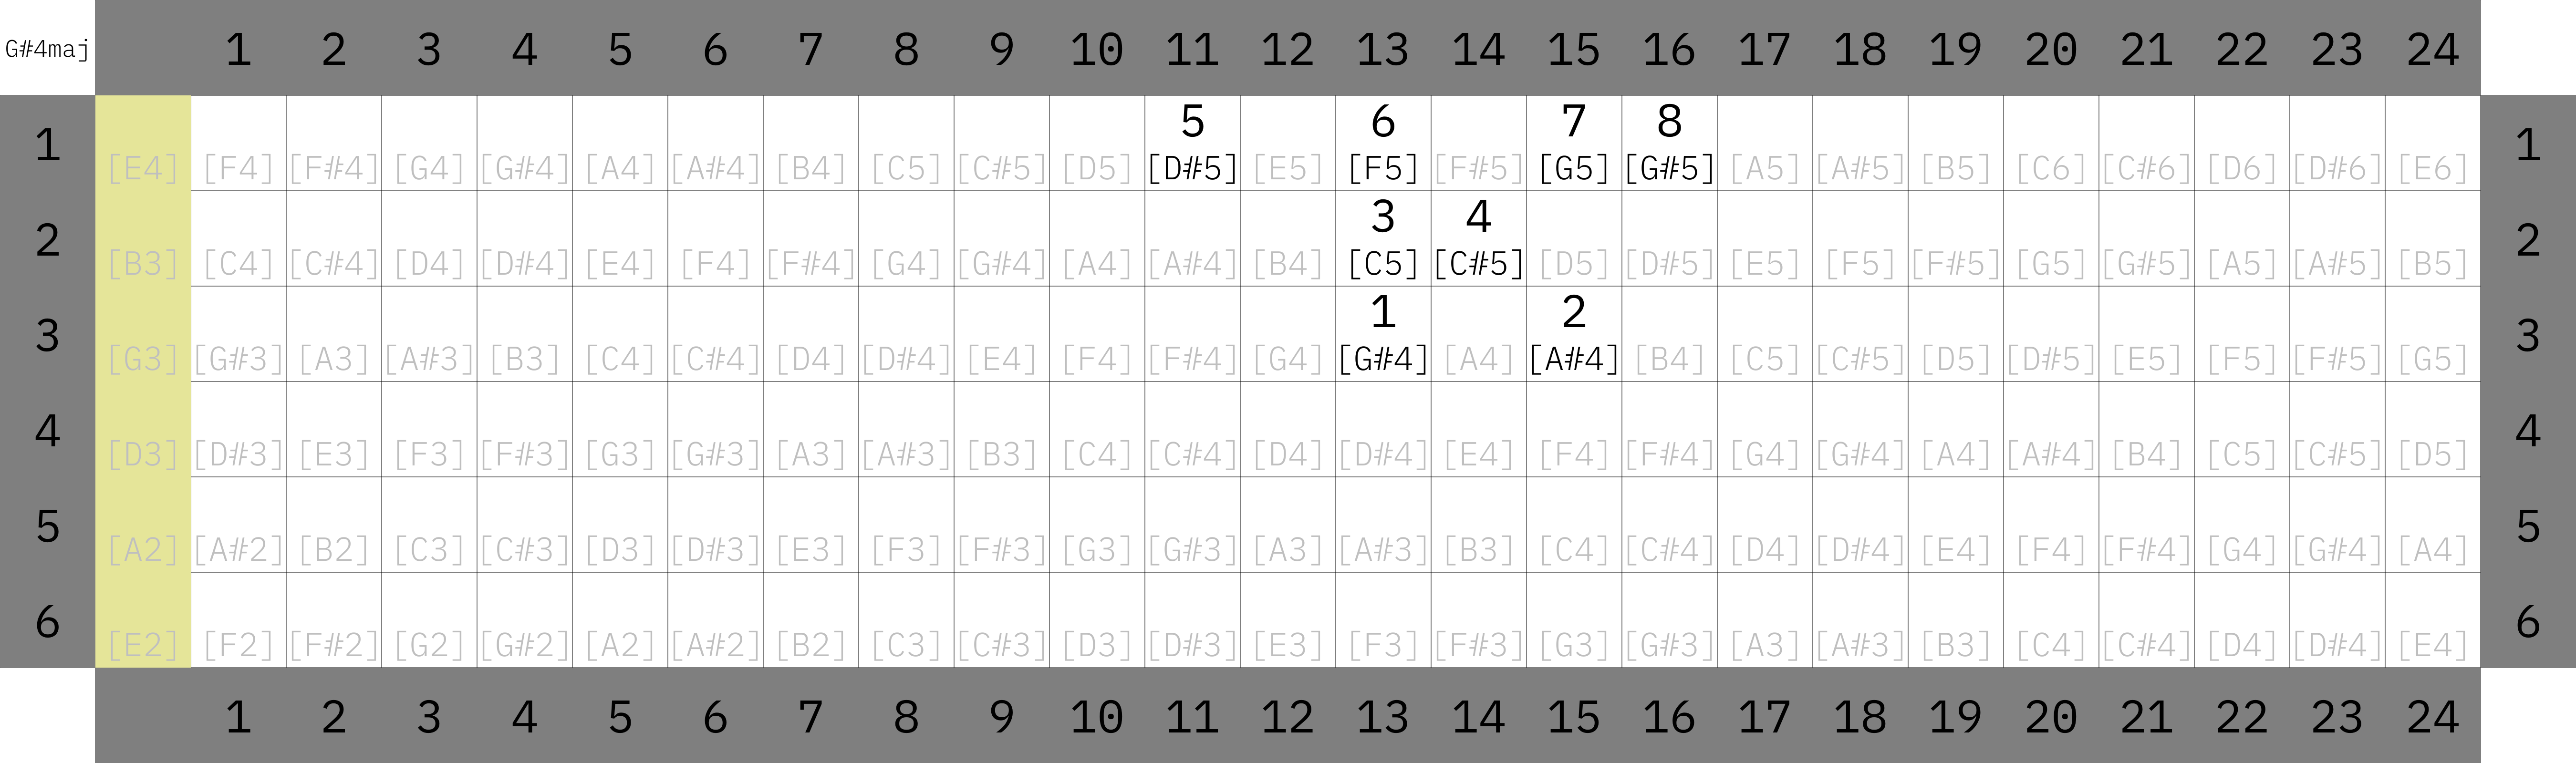 G#4maj 1 2 3 4 5 6 7 8 9 10 11 12 13 14 15 16 17 18 19 20 21 22 23 24
5 6 7 8
1 [E4] [F4] [F#4] [G4] [G#4] [A4] [A#4] [B4] [C5] [C#5] [D5] [D#5] [E5] [F5] [F#5] [G5] [G#5] [A5] [A#5] [B5] [C6] [C#6] [D6] [D#6] [E6] 1
3 4
2 [B3] [C4] [C#4] [D4] [D#4] [E4] [F4] [F#4] [G4] [G#4] [A4] [A#4] [B4] [C5] [C#5] [D5] [D#5] [E5] [F5] [F#5] [G5] [G#5] [A5] [A#5] [B5] 2
1 2
3 [G3] [G#3] [A3] [A#3] [B3] [C4] [C#4] [D4] [D#4] [E4] [F4] [F#4] [G4] [G#4] [A4] [A#4] [B4] [C5] [C#5] [D5] [D#5] [E5] [F5] [F#5] [G5] 3
4 [D3] [D#3] [E3] [F3] [F#3] [G3] [G#3] [A3] [A#3] [B3] [C4] [C#4] [D4] [D#4] [E4] [F4] [F#4] [G4] [G#4] [A4] [A#4] [B4] [C5] [C#5] [D5] 4
5 [A2] [A#2] [B2] [C3] [C#3] [D3] [D#3] [E3] [F3] [F#3] [G3] [G#3] [A3] [A#3] [B3] [C4] [C#4] [D4] [D#4] [E4] [F4] [F#4] [G4] [G#4] [A4] 5
6 [E2] [F2] [F#2] [G2] [G#2] [A2] [A#2] [B2] [C3] [C#3] [D3] [D#3] [E3] [F3] [F#3] [G3] [G#3] [A3] [A#3] [B3] [C4] [C#4] [D4] [D#4] [E4] 6
1 2 3 4 5 6 7 8 9 10 11 12 13 14 15 16 17 18 19 20 21 22 23 24